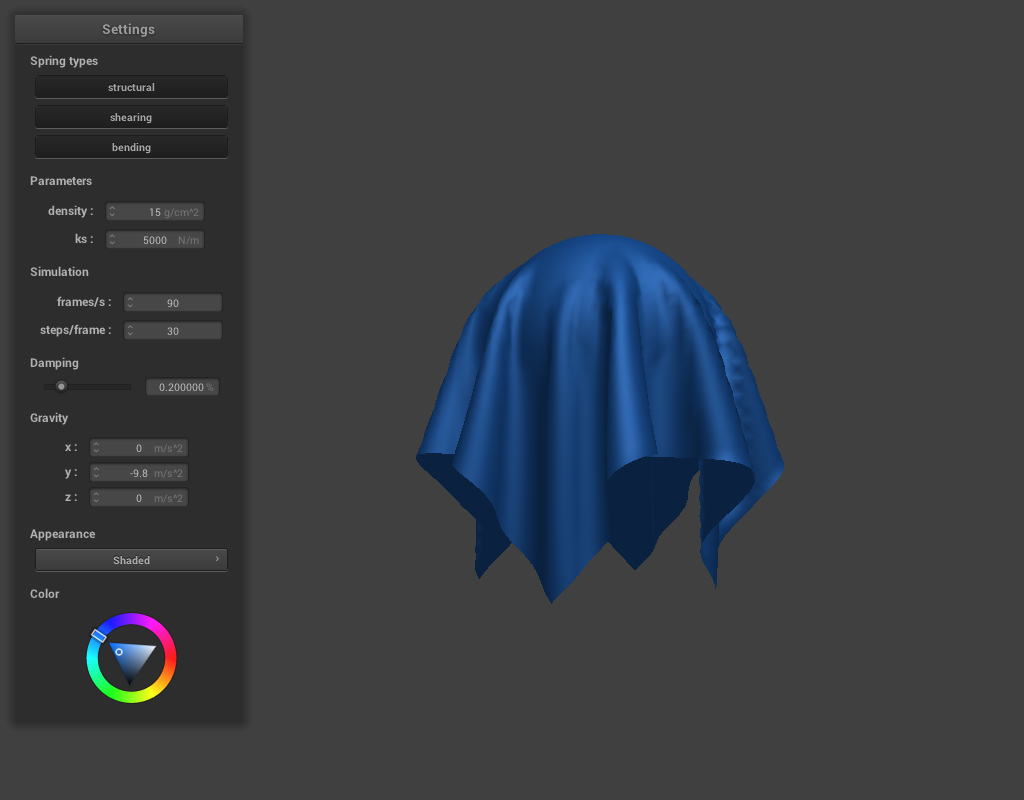 Settings
Spring types
structural
shearing
bending
Parameters
density : 15 g/cm^2
ks : 5000 N/m
Simulation
frames/s : 90
steps/frame : 30
Damping
0.200000 %
Gravity
x : 0 m/s^2
y : -9.8 m/s^2
z : 0 m/s^2
Appearance
Shaded
Color